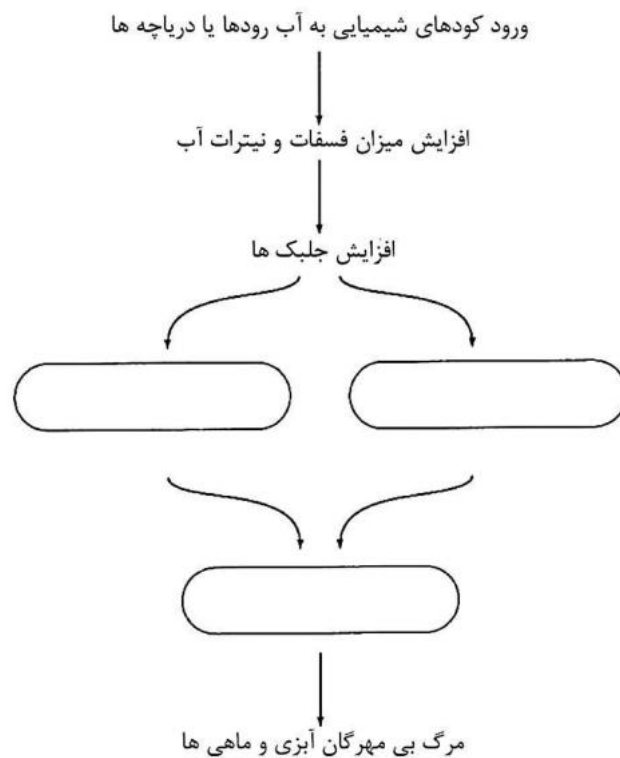 ورود کودهای شیمیایی به آب رودها یا دریاچه ها
افزایش میزان فسفات و نیترات آب
افزایش جلبک ها
مرگ بی مهرگان آبزی و ماهی ها